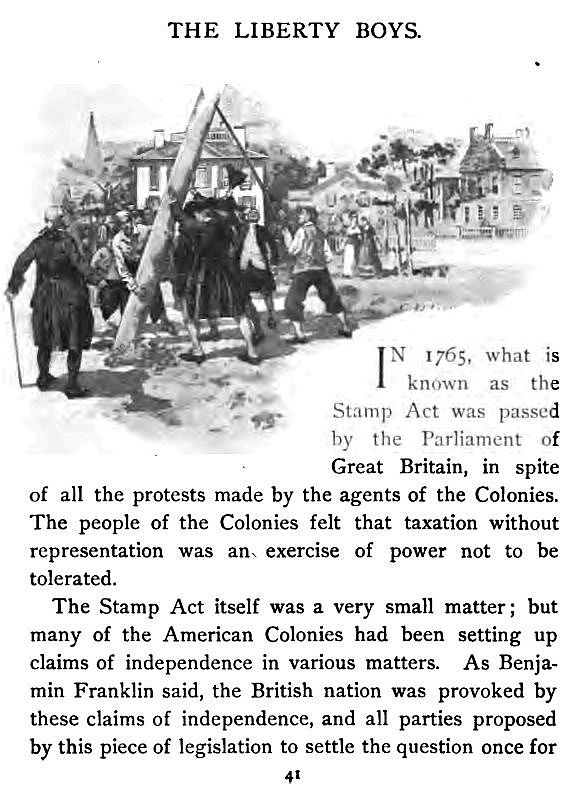 THE LIBERTY BOYS.
IN 1765, what is
known as the
Stamp Act was passed
by the Parliament of
Great Britain, in spite
of all the protests made by the agents of the Colonies.
The people of the Colonies felt that taxation without
representation was an exercise of power not to be
tolerated.
The Stamp Act itself was a very small matter; but
many of the American Colonies had been setting up
claims of independence in various matters. As Benja-
min Franklin said, the British nation was provoked by
these claims of independence, and all parties proposed
by this piece of legislation to settle the question once for
41